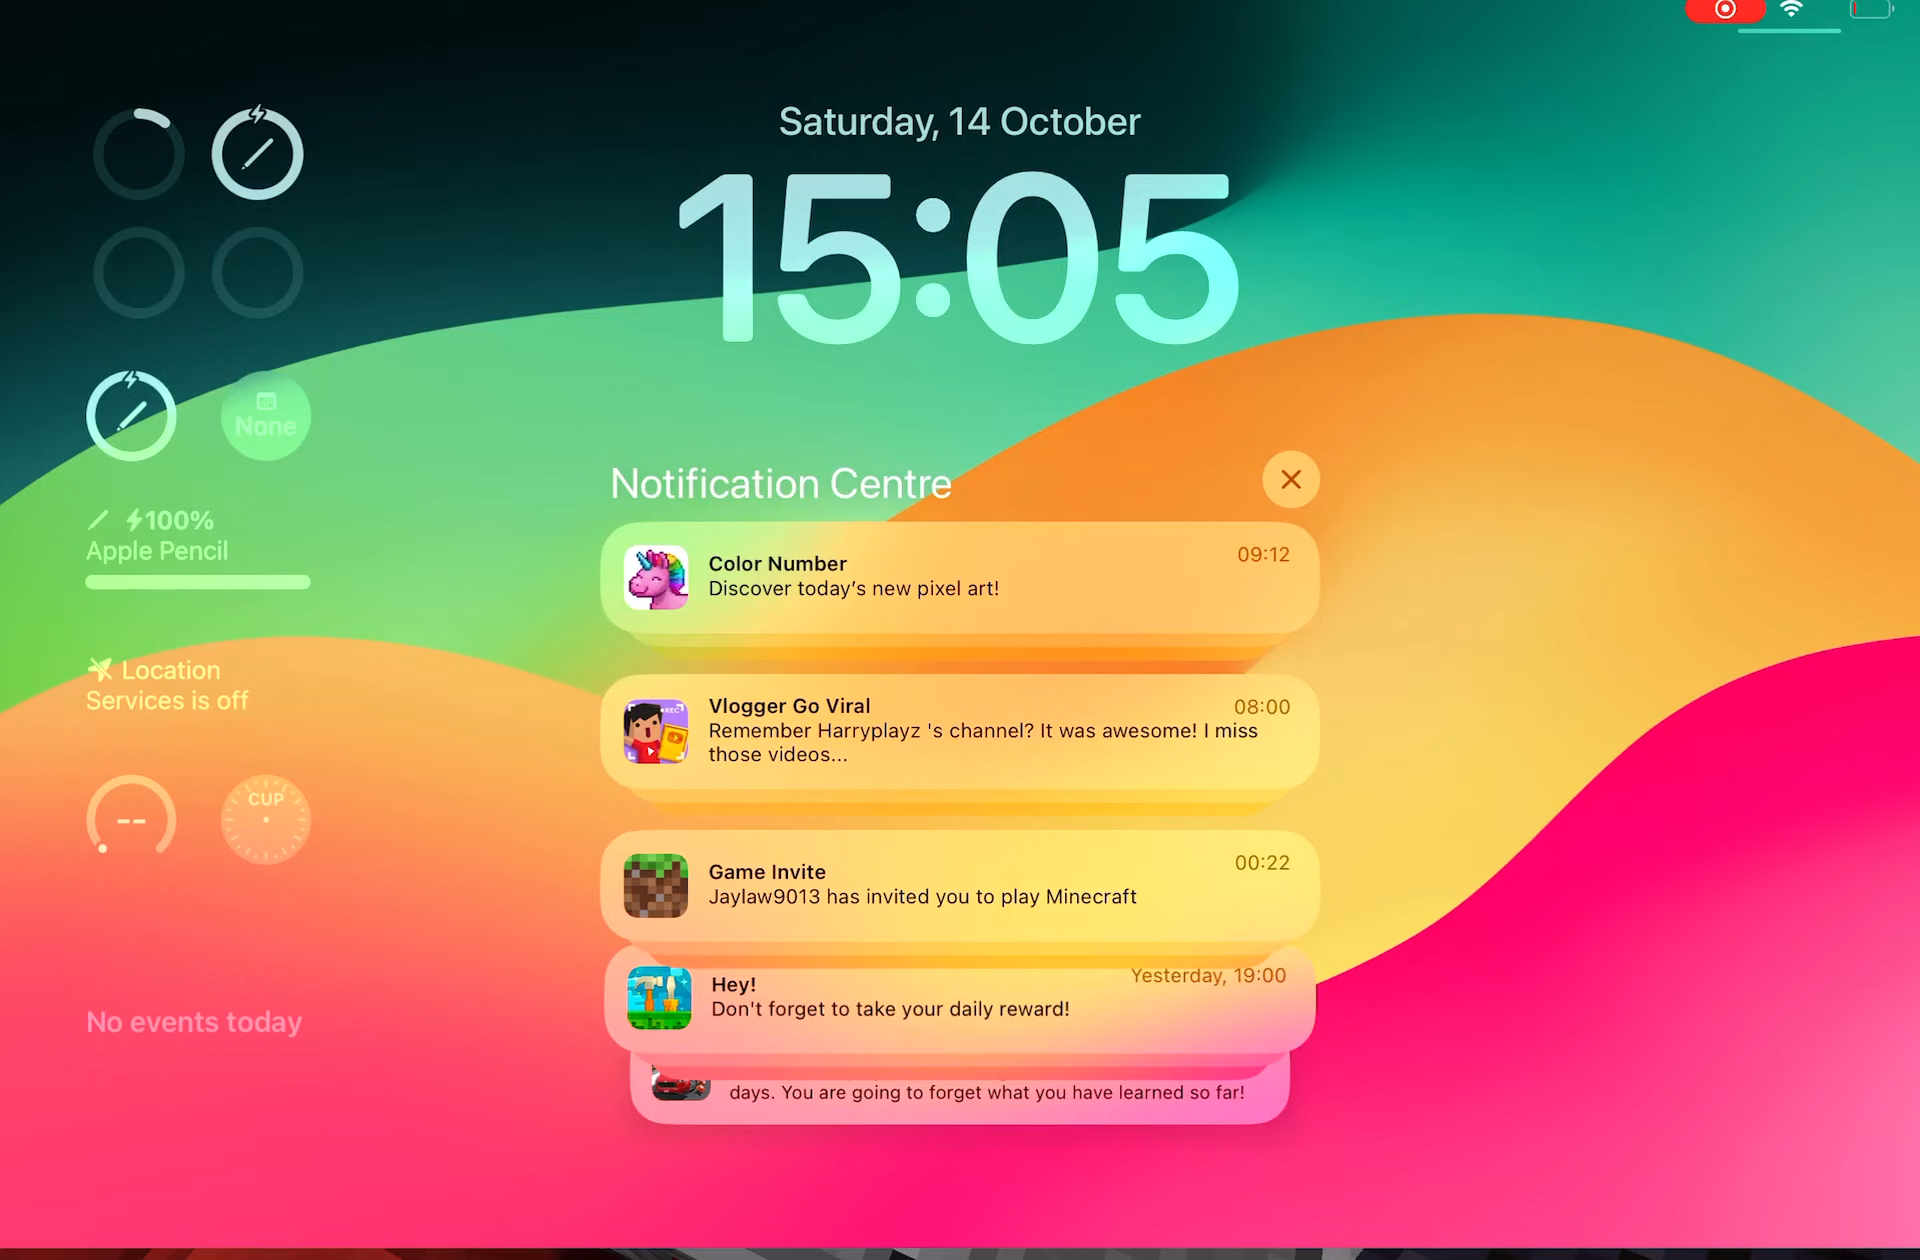 Saturday, 14 October
15:05
None
100%
Apple Pencil
Location
Services is off
--
CUP
No events today
Notification Centre
Color Number
09:12
Discover today's new pixel art!
Vlogger Go Viral
08:00
Remember Harryplayz 's channel? It was awesome! I miss
those videos...
Game Invite
00:22
Jaylaw9013 has invited you to play Minecraft
Hey!
Yesterday, 19:00
Don't forget to take your daily reward!
days. You are going to forget what you have learned so far!